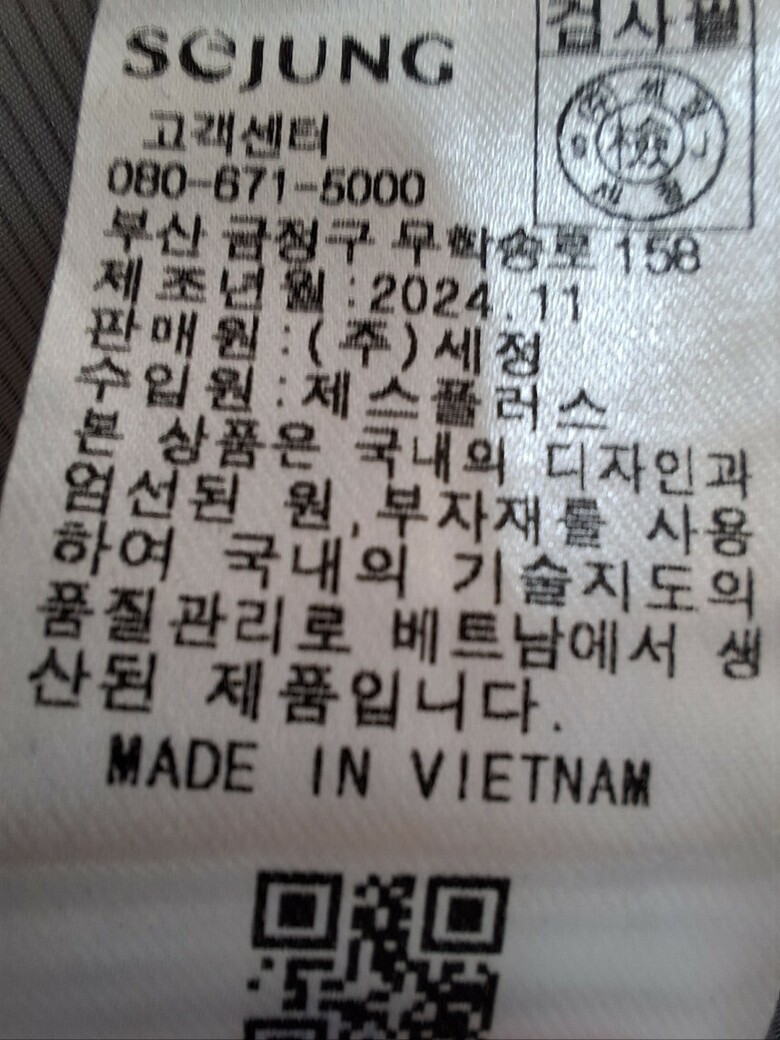 검사필
SEJUNG
檢
고객센터
080-671-5000
부산 금정구 무학송로 158
제조년월:2024.11
판매원:(주)세정
수입원:제스플러스
본 상품은 국내의 디자인과
엄선된 원,부자재를 사용
하여 국내의 기술지도의
품질관리로 베트남에서 생
산된 제품입니다.
MADE IN VIETNAM